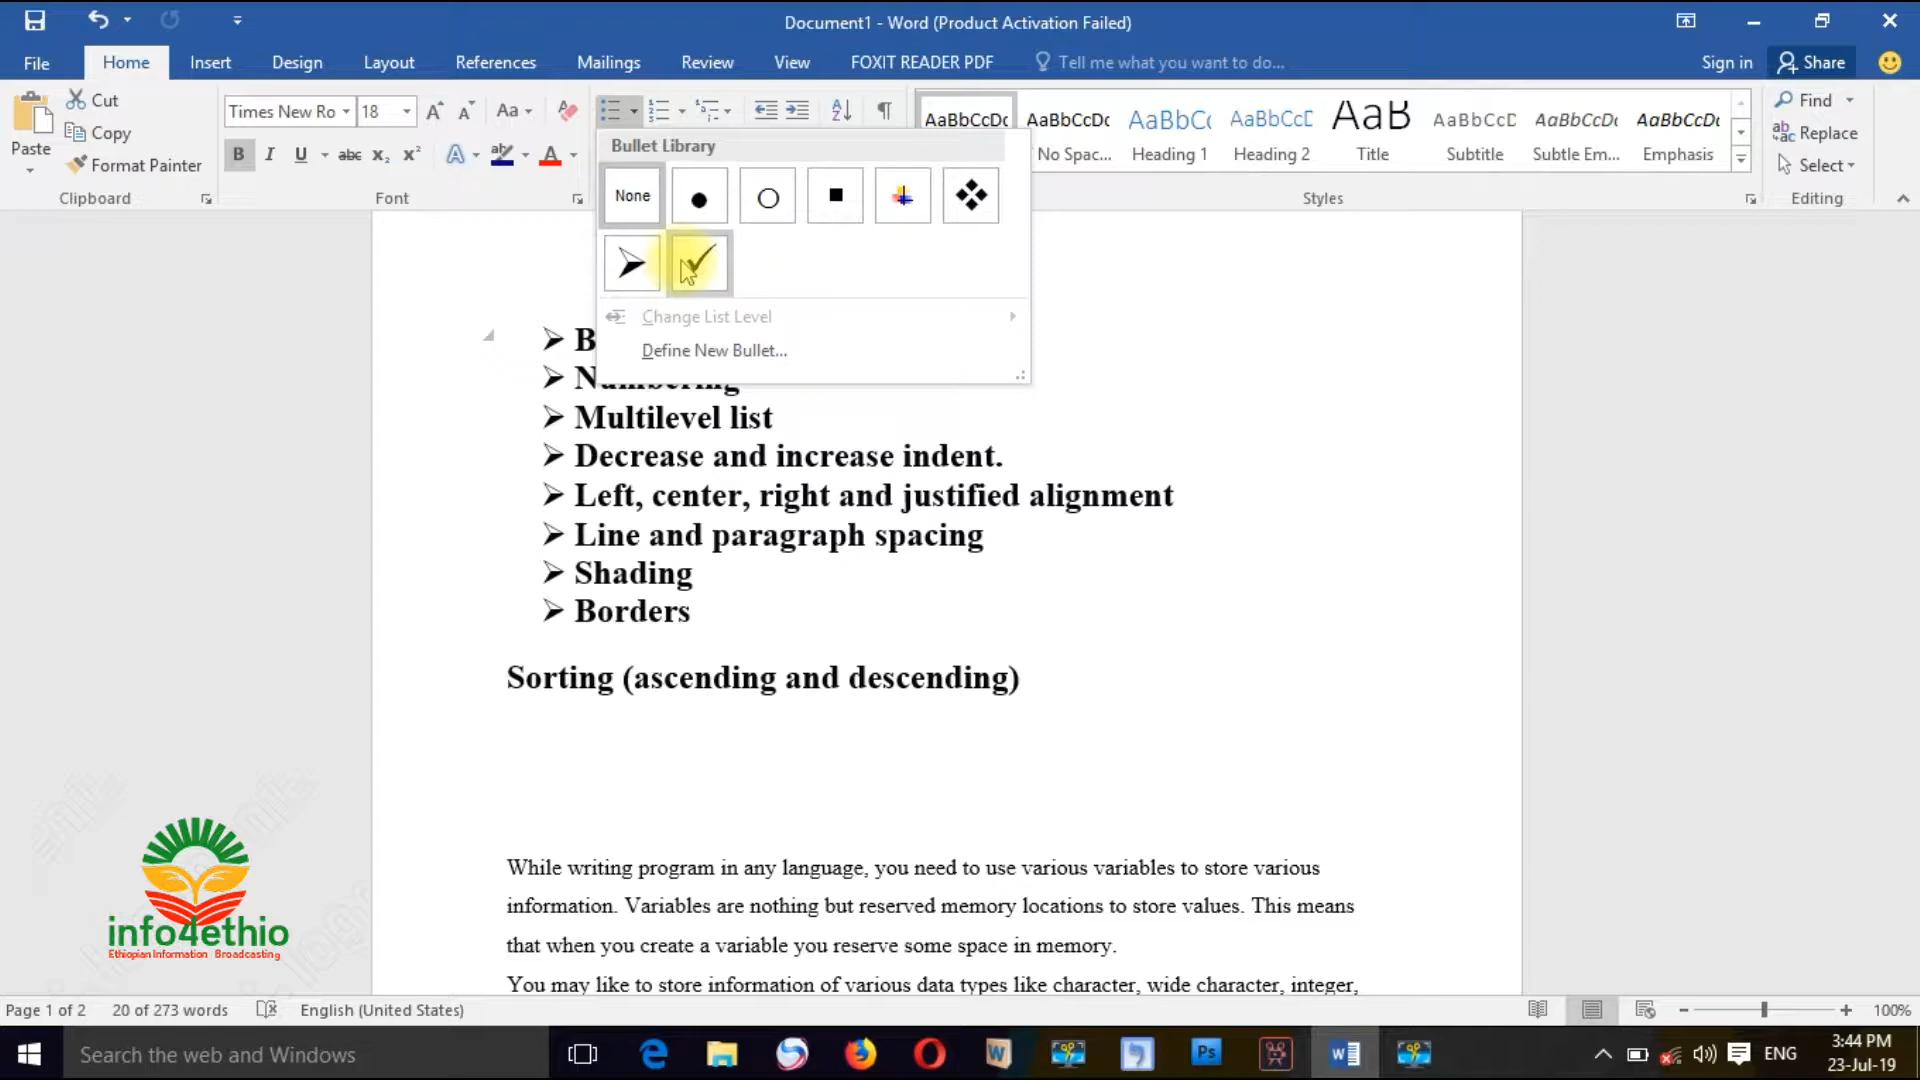 Document1 - Word (Product Activation Failed)
File Home Insert Design Layout References Mailings Review View FOXIT READER PDF Tell me what you want to do... Sign in Share
Paste
Cut
Copy
Format Painter
Clipboard
Times New Ro 18
Font
AaBbCcDc AaBbCcDc AaBbCc AaBbCcE AaB AaBbCcD AaBbCcDc AaBbCcDc
No Spac... Heading 1 Heading 2 Title Subtitle Subtle Em... Emphasis
Styles
Find
Replace
Select
Editing
Bullet Library
None
Change List Level
Define New Bullet...
B
Numbering
Multilevel list
Decrease and increase indent.
Left, center, right and justified alignment
Line and paragraph spacing
Shading
Borders
Sorting (ascending and descending)
While writing program in any language, you need to use various variables to store various
information. Variables are nothing but reserved memory locations to store values. This means
that when you create a variable you reserve some space in memory.
You may like to store information of various data types like character, wide character, integer,
info4ethio
Ethiopian Information Broadcasting
Page 1 of 2 20 of 273 words English (United States) 100%
Search the web and Windows
ENG
3:44 PM
23-Jul-19